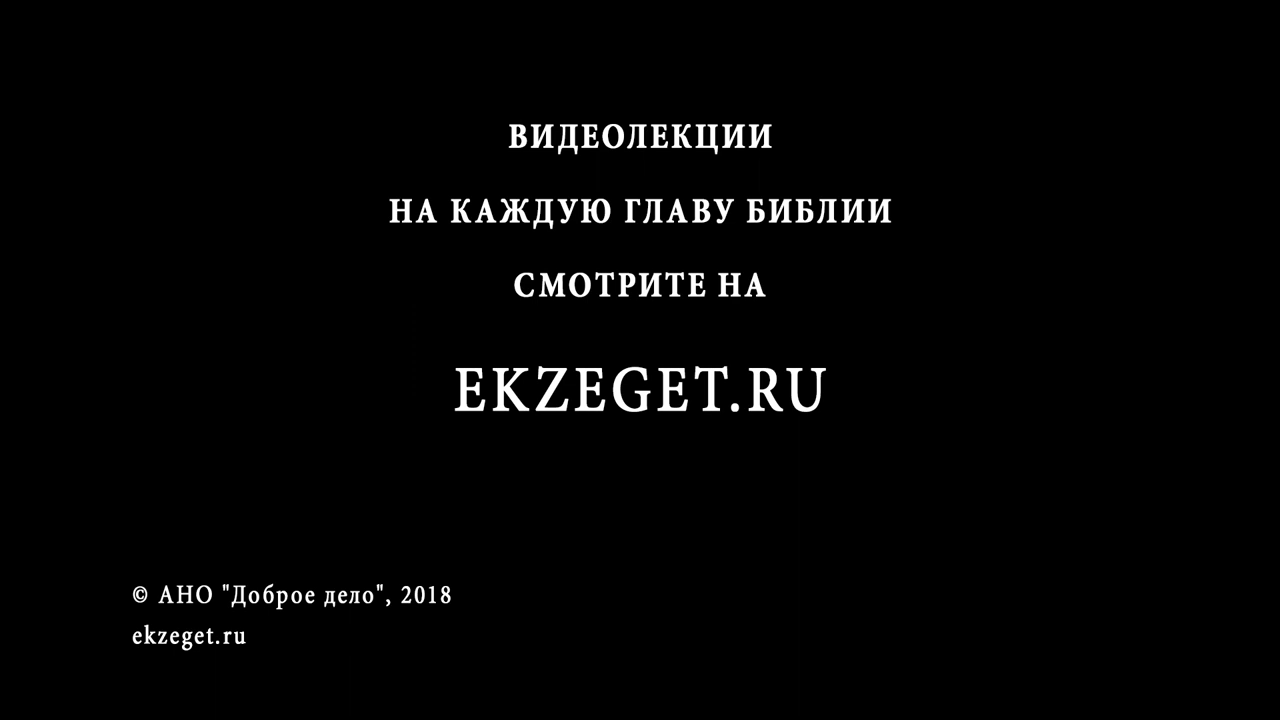 ВИДЕОЛЕКЦИИ
НА КАЖДУЮ ГЛАВУ БИБЛИИ
СМОТРИТЕ НА
EKZEGET.RU
© АНО "Доброе дело", 2018
ekzeget.ru